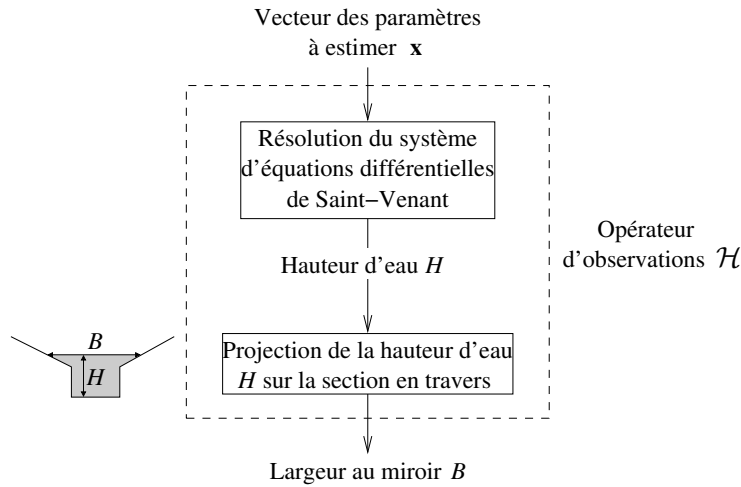 Vecteur des paramètres
à estimer x
Résolution du système
d'équations différentielles
de Saint–Venant
Opérateur
d'observations ℋ
Hauteur d'eau H
B
H
Projection de la hauteur d'eau
H sur la section en travers
Largeur au miroir B